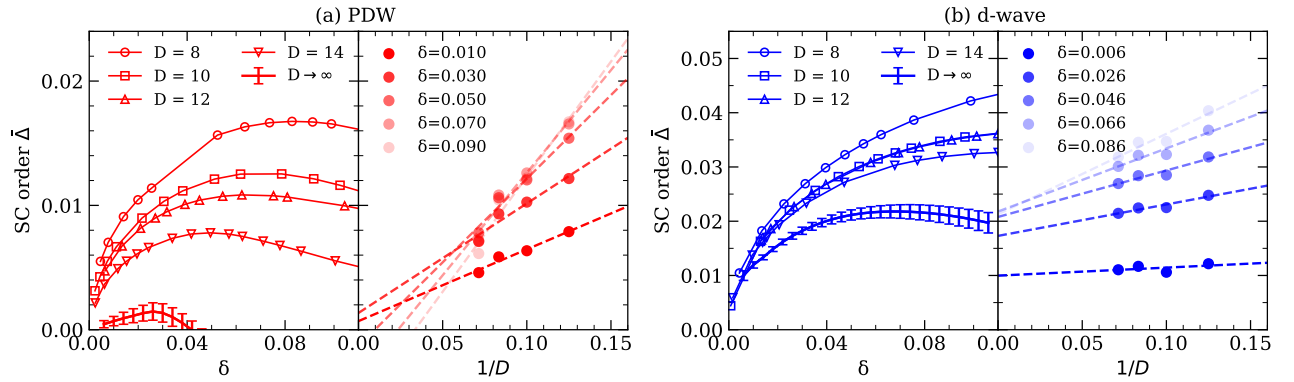 (a) PDW
SC order Δ̄
0.02
0.01
0.00
D = 8
D = 10
D = 12
D = 14
D→∞
0.00
0.04
0.08
0.0
δ
δ=0.010
δ=0.030
δ=0.050
δ=0.070
δ=0.090
0.05
0.10
0.15
1/D
(b) d-wave
SC order Δ̄
0.05
0.04
0.03
0.02
0.01
0.00
D = 8
D = 10
D = 12
D = 14
D→∞
0.00
0.04
0.08
δ
δ=0.006
δ=0.026
δ=0.046
δ=0.066
δ=0.086
0.05
0.10
0.15
1/D